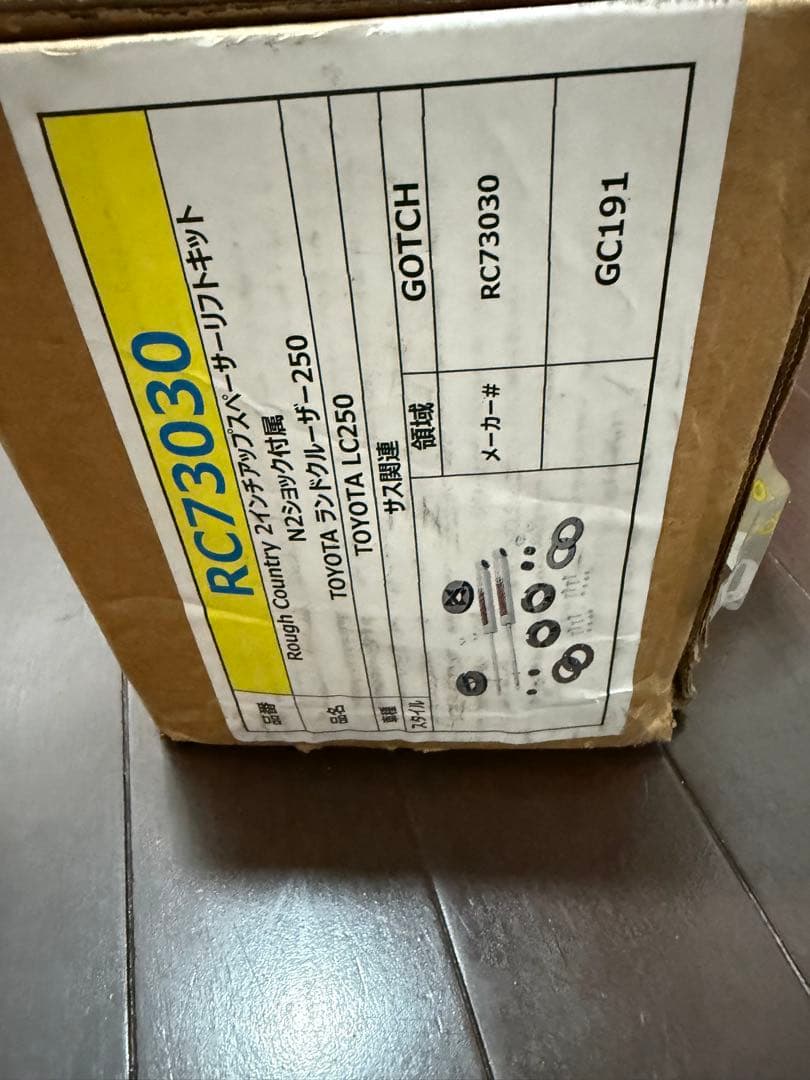 品番
RC73030
品名
Rough Country 2インチアップスペーサーリフトキット
N2ショック付属
TOYOTA ランドクルーザー250
車種
TOYOTA LC250
スタイル
サス関連
領域
GOTCH
メーカー#
RC73030
GC191